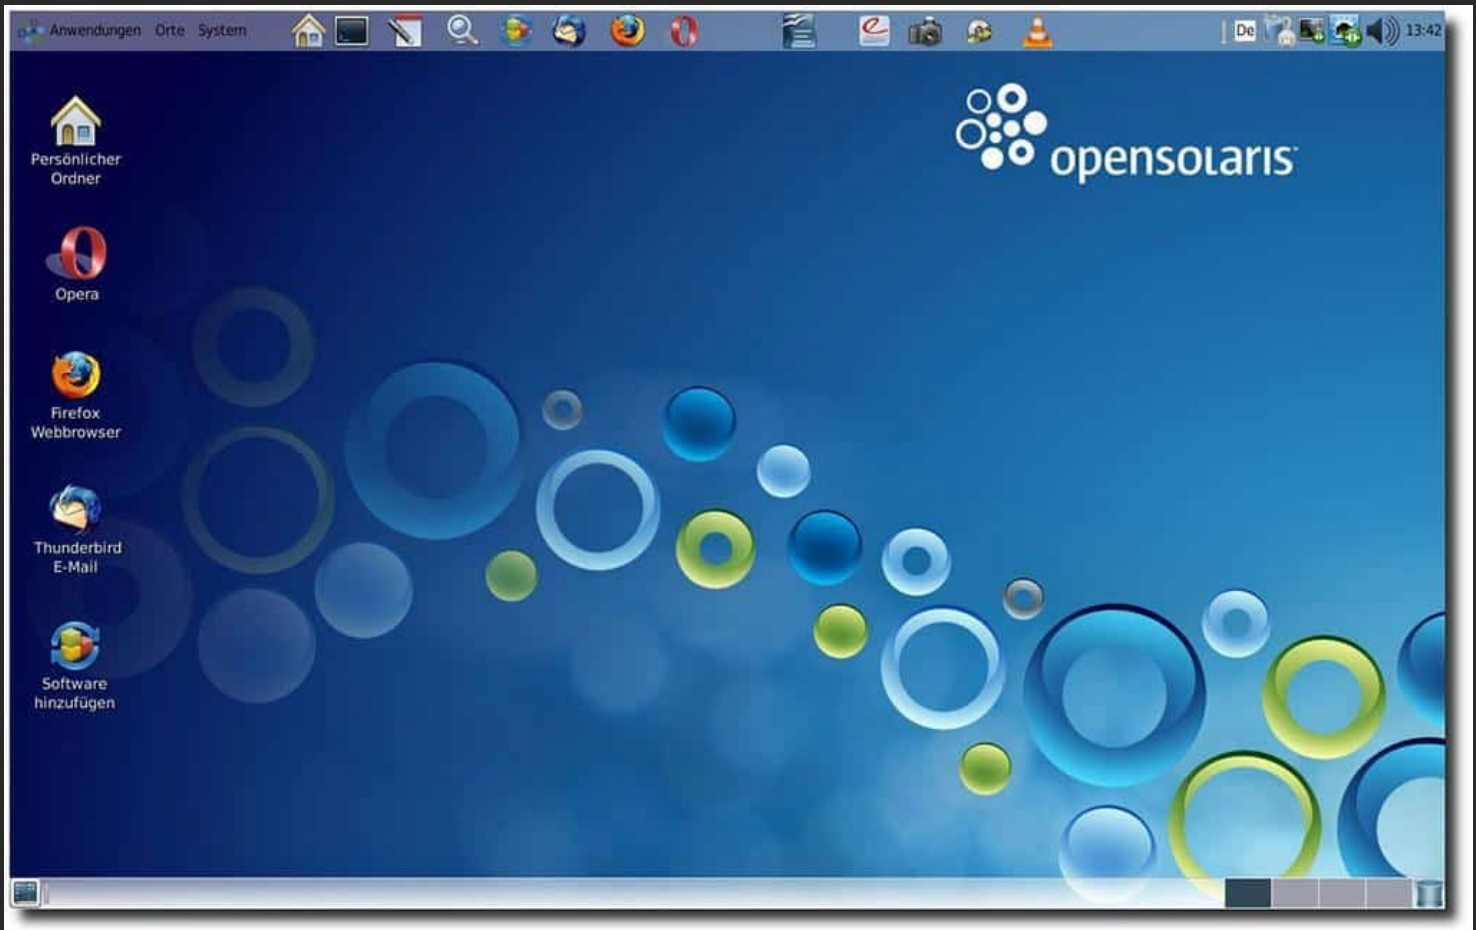 Anwendungen Orte System
De
13:42
opensolaris
Persönlicher
Ordner
Opera
Firefox
Webbrowser
Thunderbird
E-Mail
Software
hinzufügen